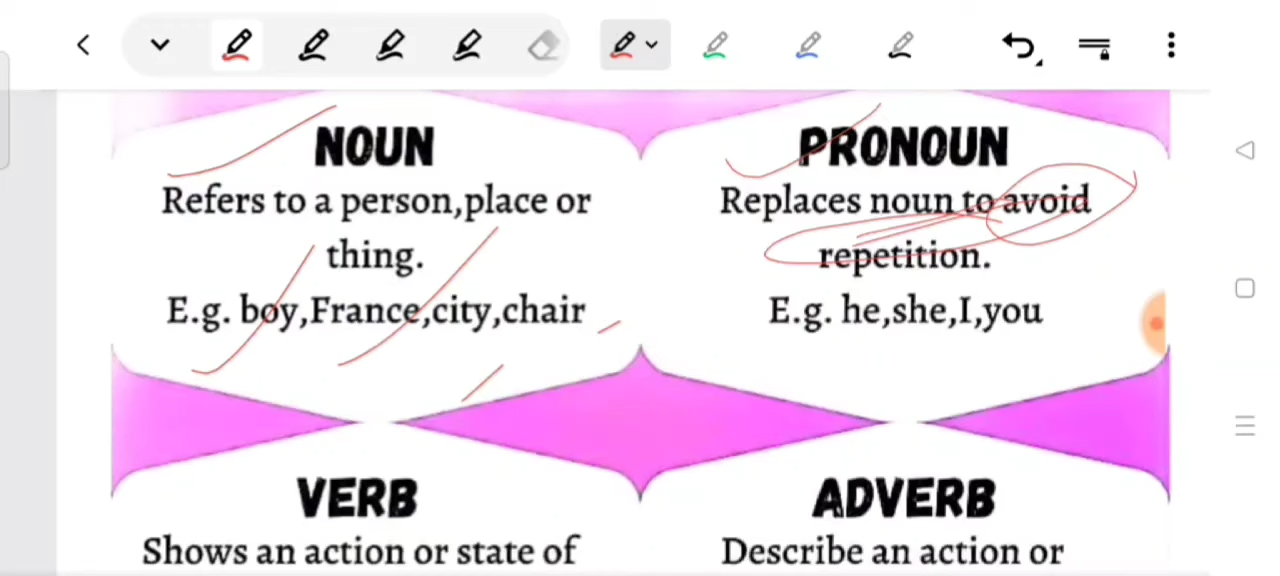 NOUN
Refers to a person,place or
thing.
E.g. boy,France,city,chair
PRONOUN
Replaces noun to avoid
repetition.
E.g. he,she,I,you
VERB
Shows an action or state of
ADVERB
Describe an action or